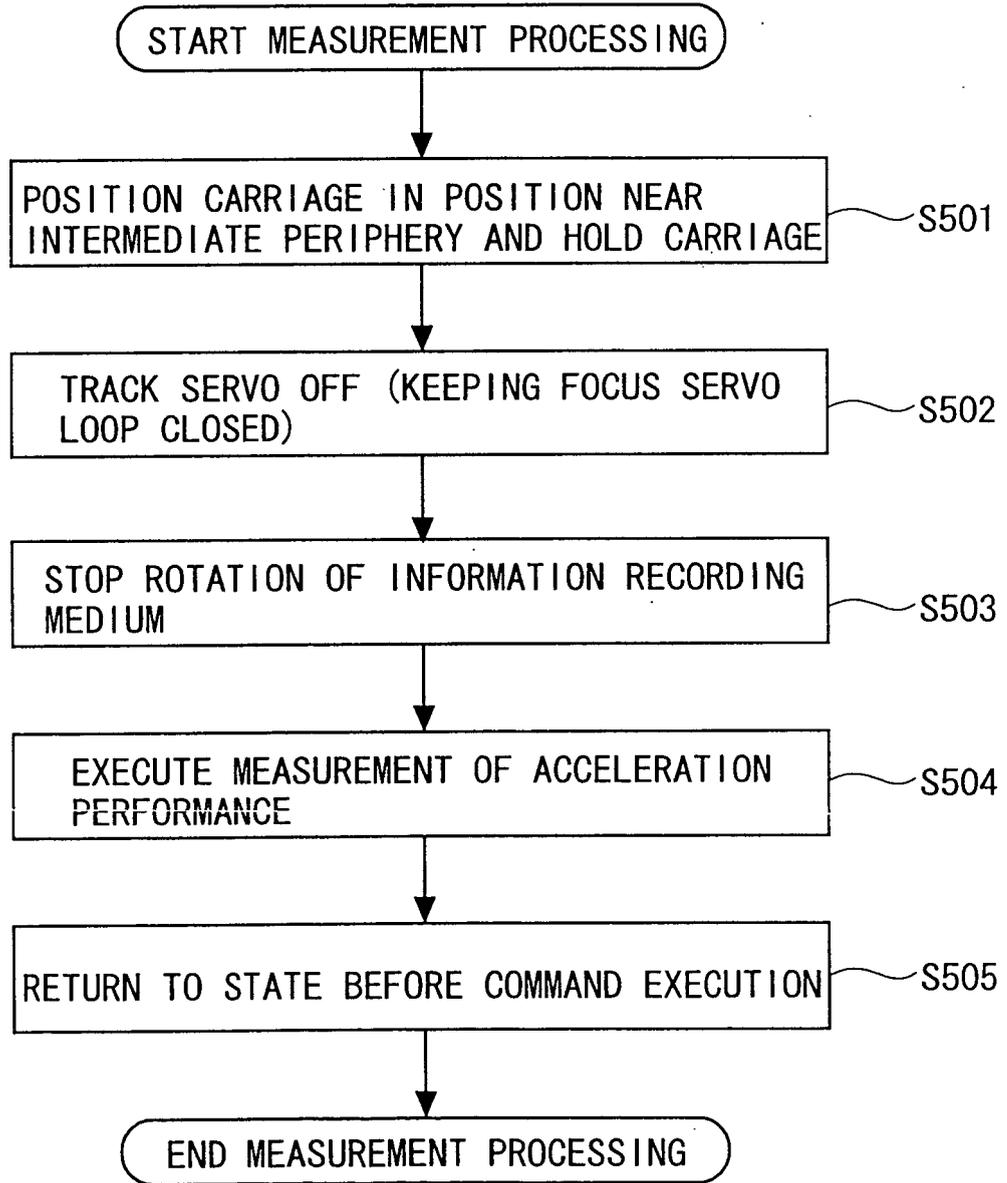 START MEASUREMENT PROCESSING
POSITION CARRIAGE IN POSITION NEAR
INTERMEDIATE PERIPHERY AND HOLD CARRIAGE
S501
TRACK SERVO OFF (KEEPING FOCUS SERVO
LOOP CLOSED)
S502
STOP ROTATION OF INFORMATION RECORDING
MEDIUM
S503
EXECUTE MEASUREMENT OF ACCELERATION
PERFORMANCE
S504
RETURN TO STATE BEFORE COMMAND EXECUTION
S505
END MEASUREMENT PROCESSING